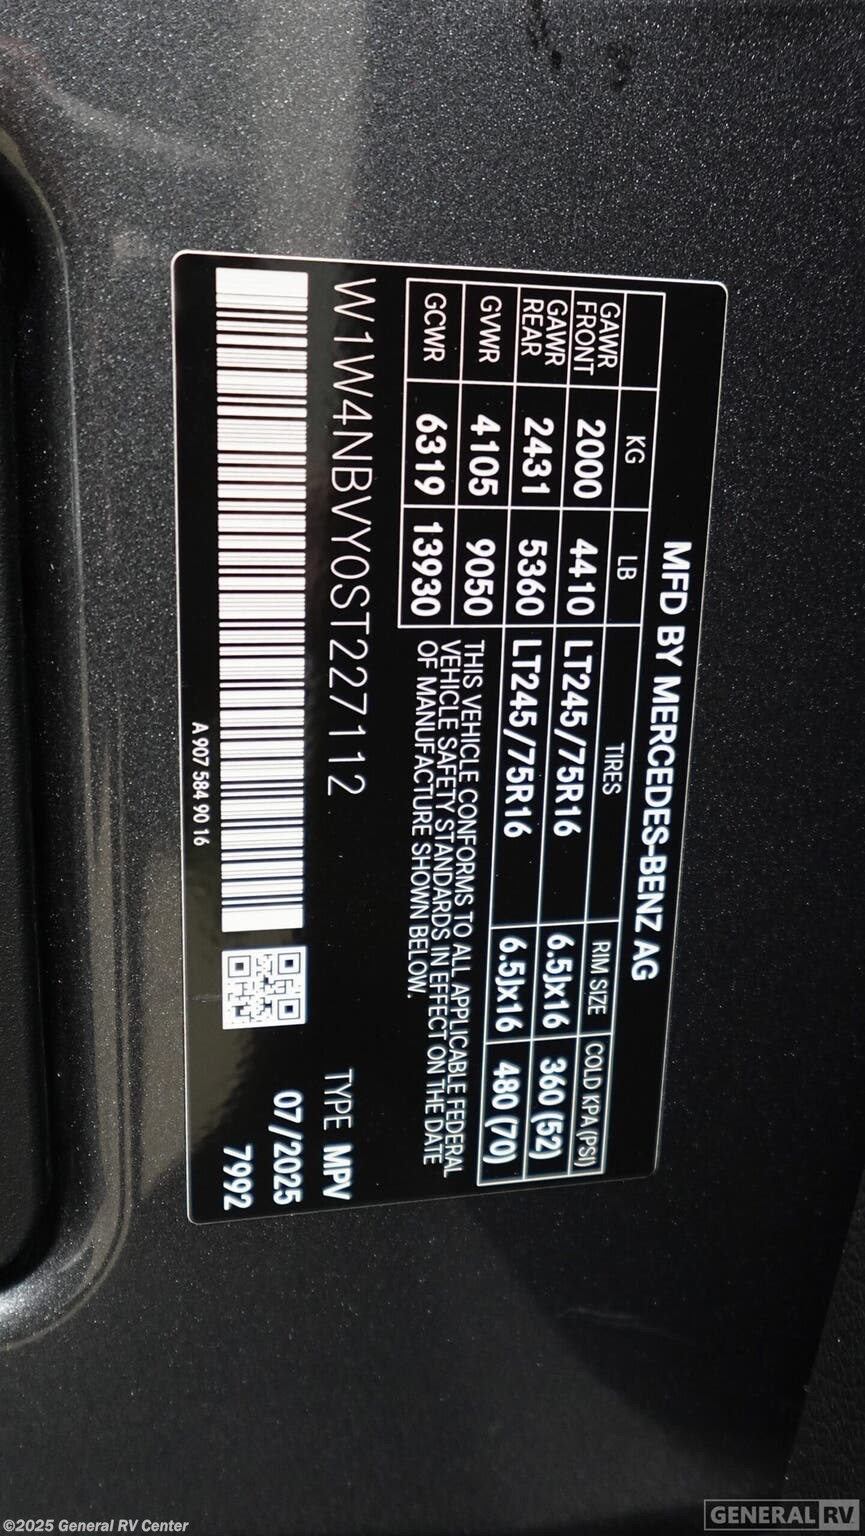 MFD BY MERCEDES-BENZ AG
KG LB TIRES RIM SIZE COLD KPA (PSI)
GAWR FRONT 2000 4410 LT245/75R16 6.5Jx16 360 (52)
GAWR REAR 2431 5360 LT245/75R16 6.5Jx16 480 (70)
GVWR 4105 9050
GCWR 6319 13930
THIS VEHICLE CONFORMS TO ALL APPLICABLE FEDERAL
VEHICLE SAFETY STANDARDS IN EFFECT ON THE DATE
OF MANUFACTURE SHOWN BELOW.
W1W4NBVY0ST227112
TYPE MPV
07/2025
7992
A 907 584 90 16
©2025 General RV Center
GENERAL RV